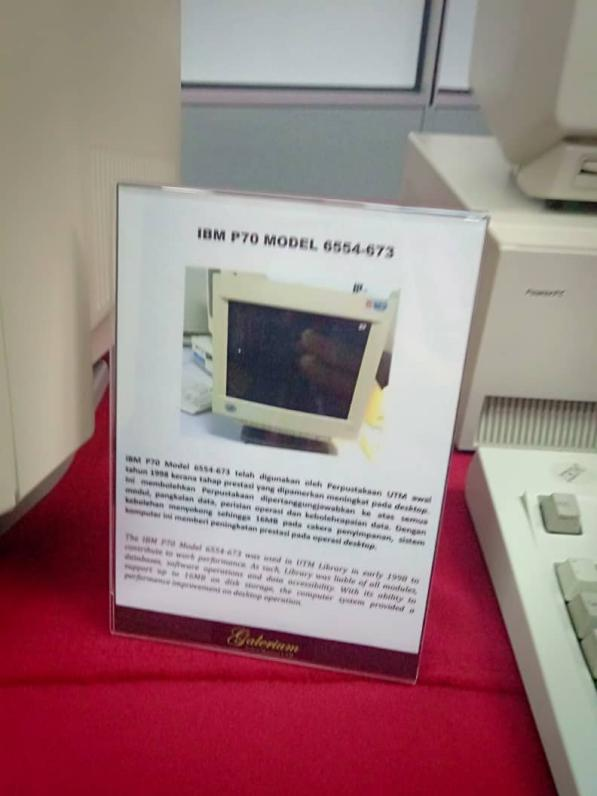 IBM P70 MODEL 6554-673
IBM P70 Model 6554-673 telah digunakan oleh Perpustakaan UTM awal
tahun 1998 kerana tahap prestasi yang dipamerkan meningkat pada desktop.
Ini membolehkan Perpustakaan dipertanggungjawabkan ke atas semua
modul, pangkalan data, perisian operasi dan kebolehcapaian data. Dengan
kebolehan menyokong sehingga 16MB pada cakera penyimpanan, sistem
komputer ini memberi peningkatan prestasi pada operasi desktop.
The IBM P70 Model 6554-673 was used in UTM Library in early 1998 to
contribute to work performance. As such, Library was liable of all modules,
databases, software operations and data accessibility. With its ability to
support up to 16MB on disk storage, the computer system provided a
performance improvement on desktop operation.
Galerium